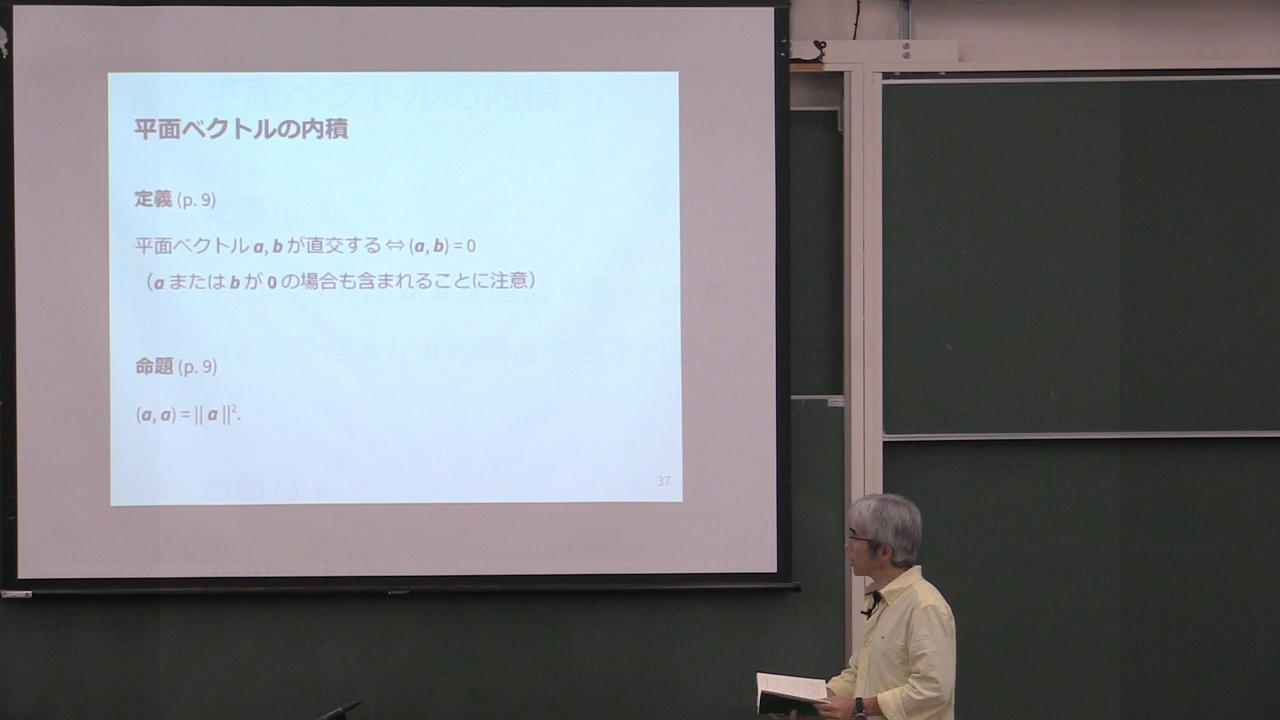 平面ベクトルの内積
定義 (p. 9)
平面ベクトル a, b が直交する ⇔ (a, b) = 0
（a または b が 0 の場合も含まれることに注意）
命題 (p. 9)
(a, a) = || a ||².
37